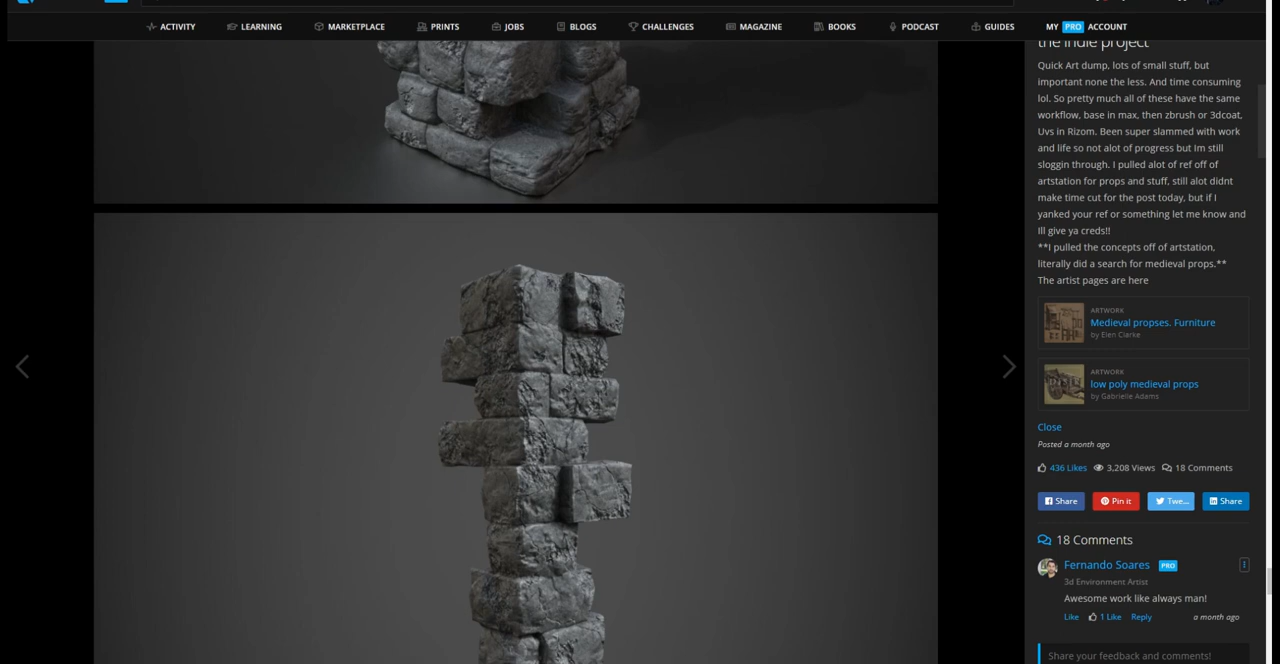 ACTIVITY LEARNING MARKETPLACE PRINTS JOBS BLOGS CHALLENGES MAGAZINE BOOKS PODCAST GUIDES MY PRO ACCOUNT
the indie project
Quick Art dump, lots of small stuff, but
important none the less. And time consuming
lol. So pretty much all of these have the same
workflow, base in max, then zbrush or 3dcoat,
Uvs in Rizom. Been super slammed with work
and life so not alot of progress but Im still
sloggin through. I pulled alot of ref off of
artstation for props and stuff, still alot didnt
make time cut for the post today, but if I
yanked your ref or something let me know and
Ill give ya creds!!
**I pulled the concepts off of artstation,
literally did a search for medieval props.**
The artist pages are here
ARTWORK
Medieval propses. Furniture
by Elen Clarke
ARTWORK
low poly medieval props
by Gabrielle Adams
Close
Posted a month ago
436 Likes 3,208 Views 18 Comments
Share Pin it Twe... Share
18 Comments
Fernando Soares PRO
3d Environment Artist
Awesome work like always man!
Like 1 Like Reply a month ago
Share your feedback and comments!